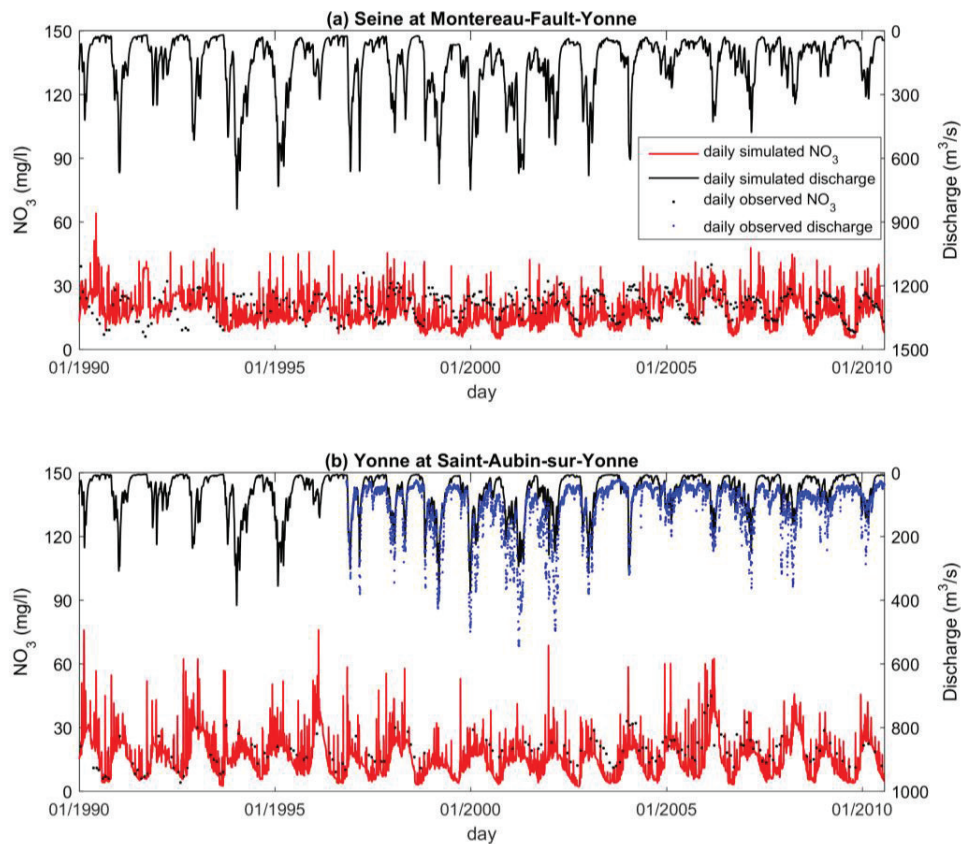 (a) Seine at Montereau-Fault-Yonne
150
120
90
60
30
0
NO3 (mg/l)
0
300
600
900
1200
1500
Discharge (m3/s)
daily simulated NO3
daily simulated discharge
daily observed NO3
daily observed discharge
01/1990 01/1995 01/2000 01/2005 01/2010
day
(b) Yonne at Saint-Aubin-sur-Yonne
150
120
90
60
30
0
NO3 (mg/l)
0
200
400
600
800
1000
Discharge (m3/s)
01/1990 01/1995 01/2000 01/2005 01/2010
day